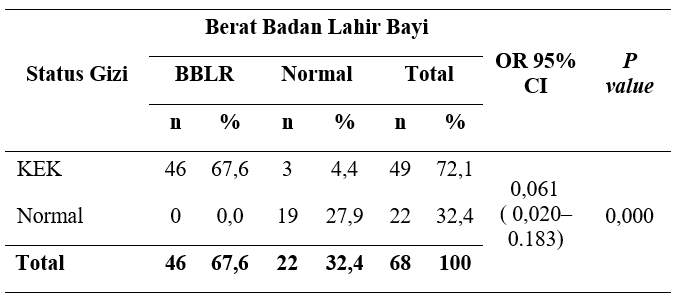 Berat Badan Lahir Bayi
Status Gizi BBLR Normal Total OR 95% CI P value
n % n % n %
KEK 46 67,6 3 4,4 49 72,1
0,061
Normal 0 0,0 19 27,9 22 32,4 ( 0,020– 0,000
0.183)
Total 46 67,6 22 32,4 68 100